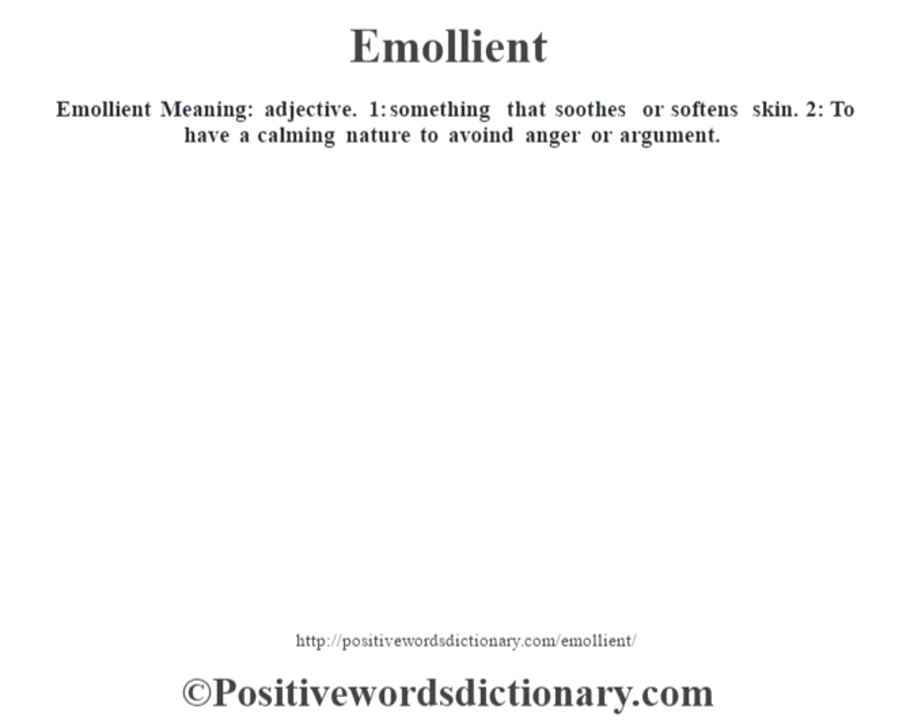 Emollient
Emollient Meaning: adjective. 1: something that soothes or softens skin. 2: To
have a calming nature to avoind anger or argument.
http://positivewordsdictionary.com/emollient/
©Positivewordsdictionary.com